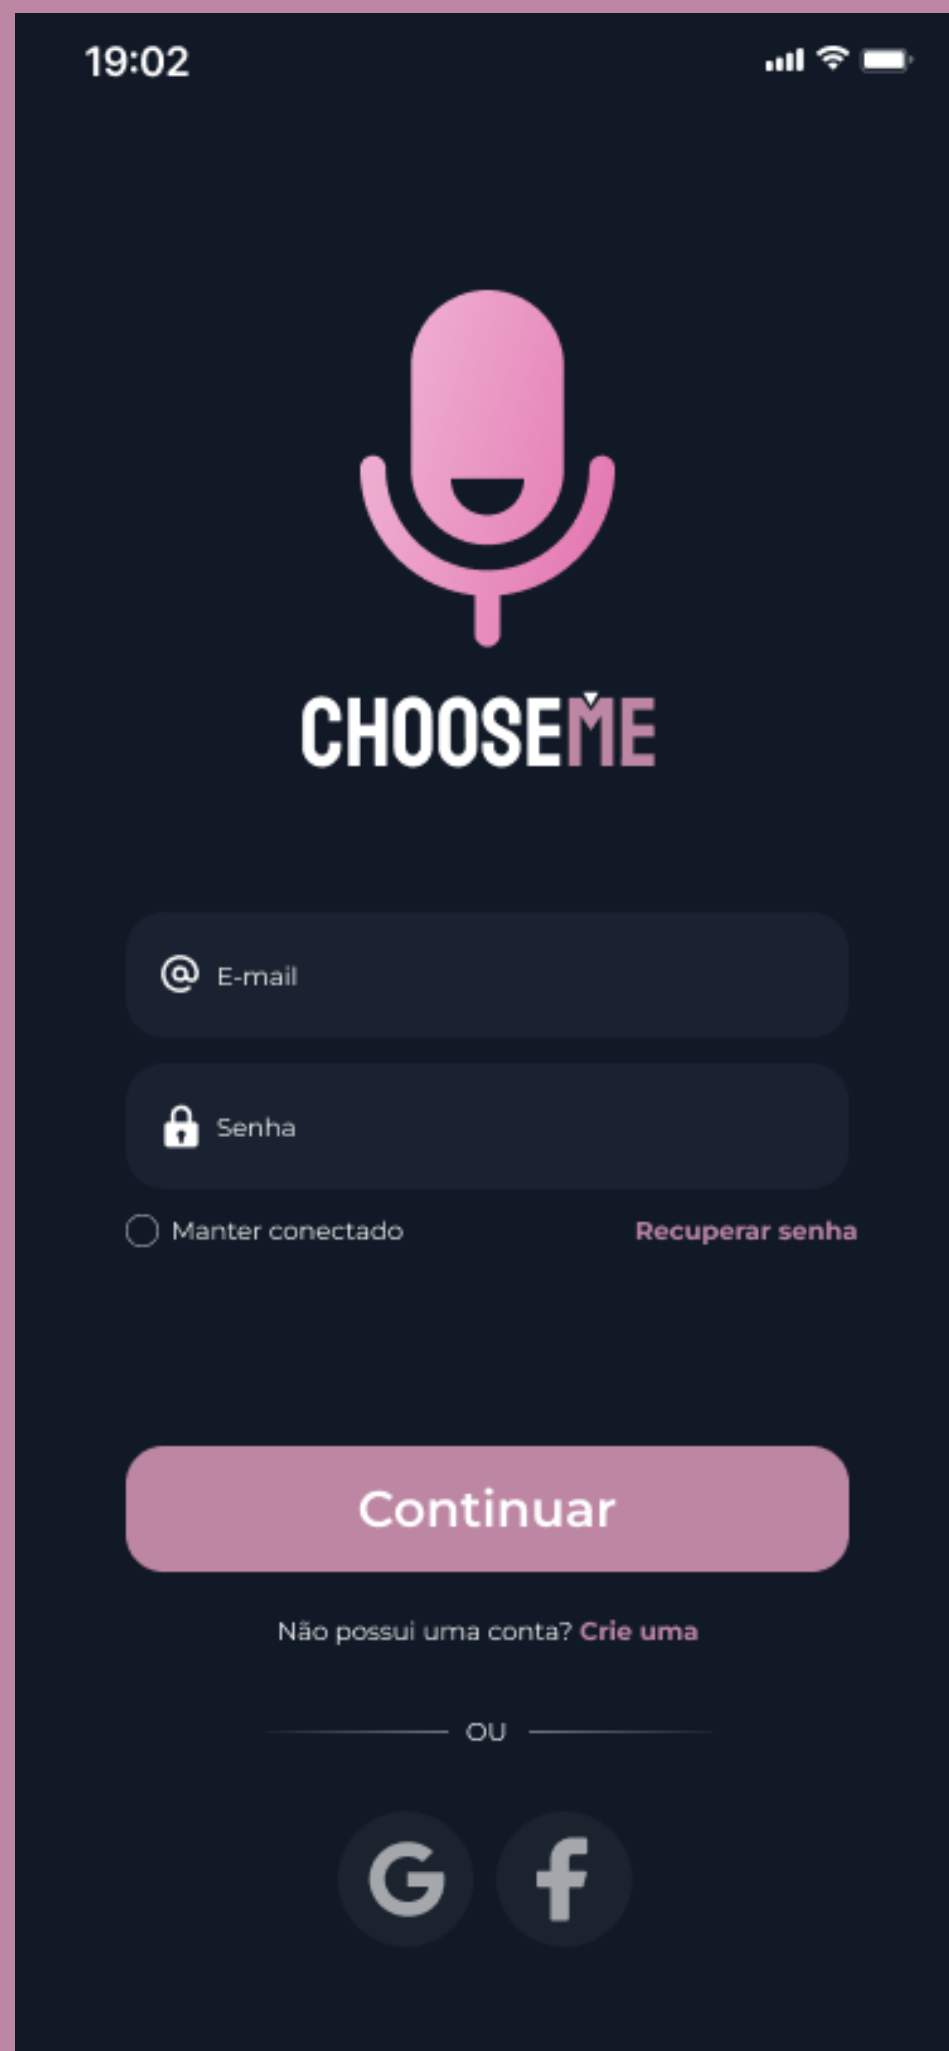 19:02
CHOOSEME
E-mail
Senha
Manter conectado Recuperar senha
Continuar
Não possui uma conta? Crie uma
OU
G f